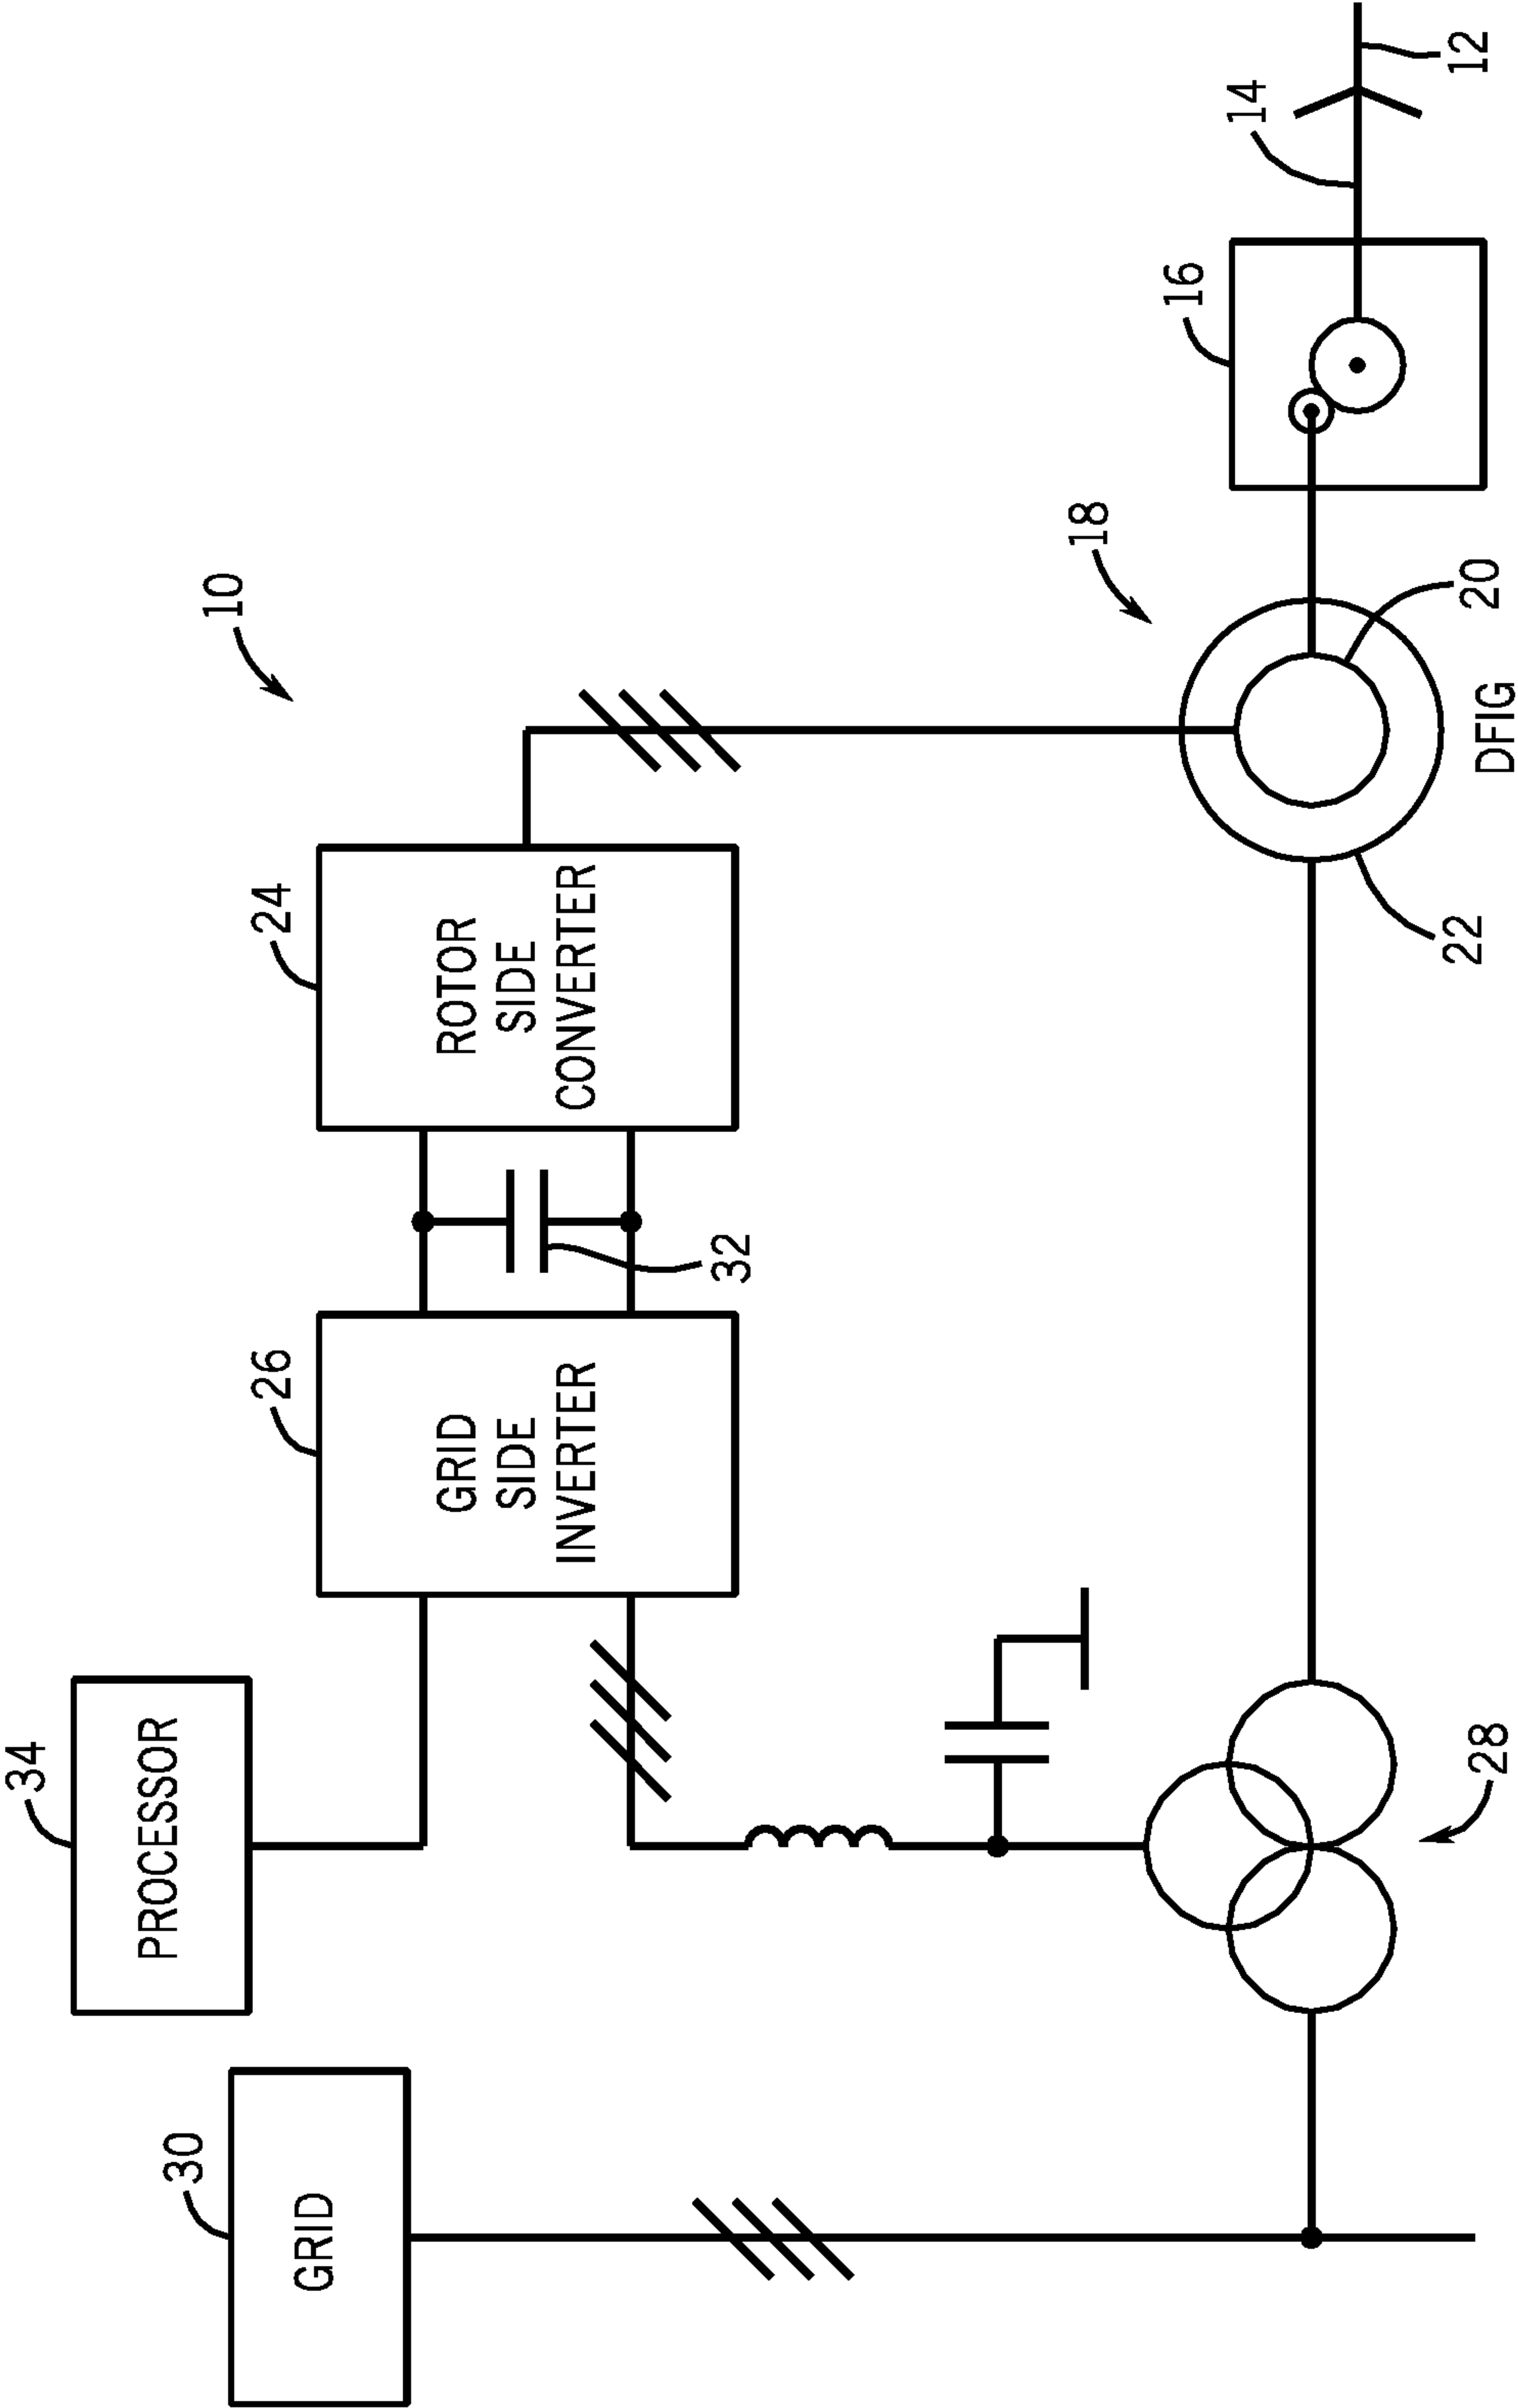 10
30
GRID
34
PROCESSOR
26
GRID
SIDE
INVERTER
24
ROTOR
SIDE
CONVERTER
32
18
16
14
12
28
22
20
DFIG